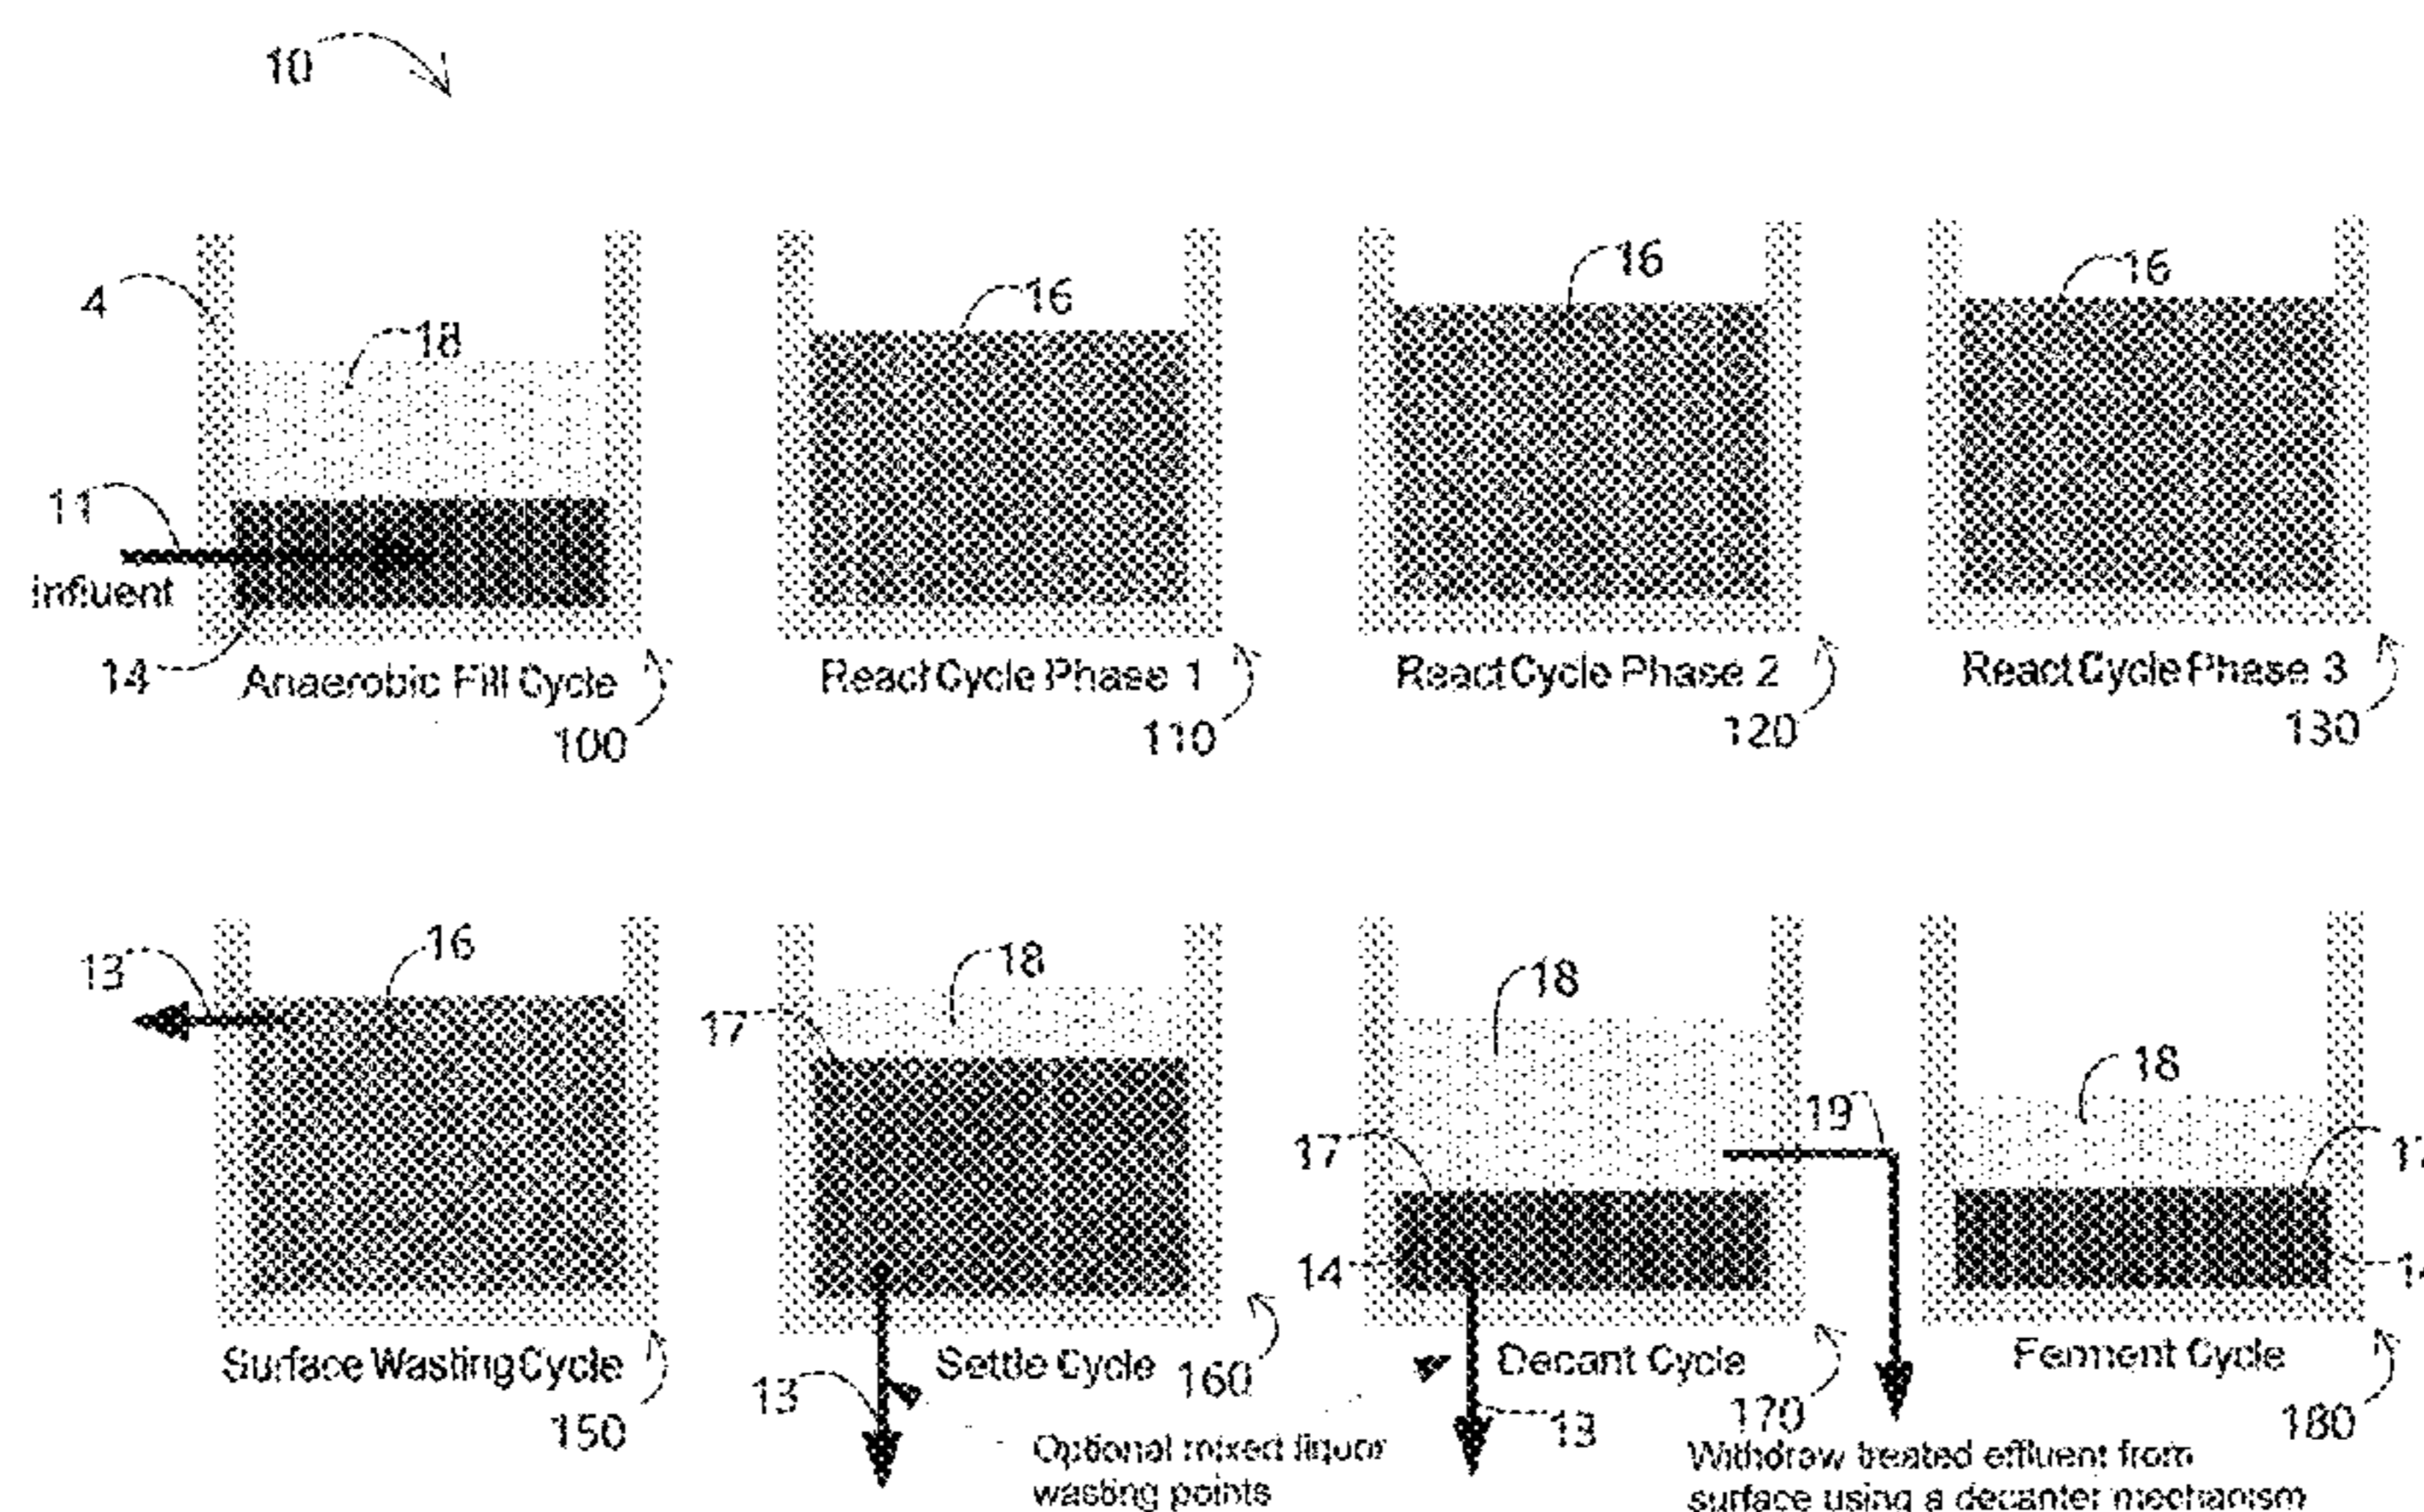 10
16
16
16
4
18
11
influent
14
Anaerobic Fill Cycle
React Cycle Phase 1
React Cycle Phase 2
React Cycle Phase 3
100
110
120
130
13
16
18
18
17
18
19
17
14
Surface Wasting Cycle
Settle Cycle
Decant Cycle
Ferment Cycle
150
13
160
13
170
180
Optional mixed liquor
wasting points
Withdraw treated effluent from
surface using a decanter mechanism